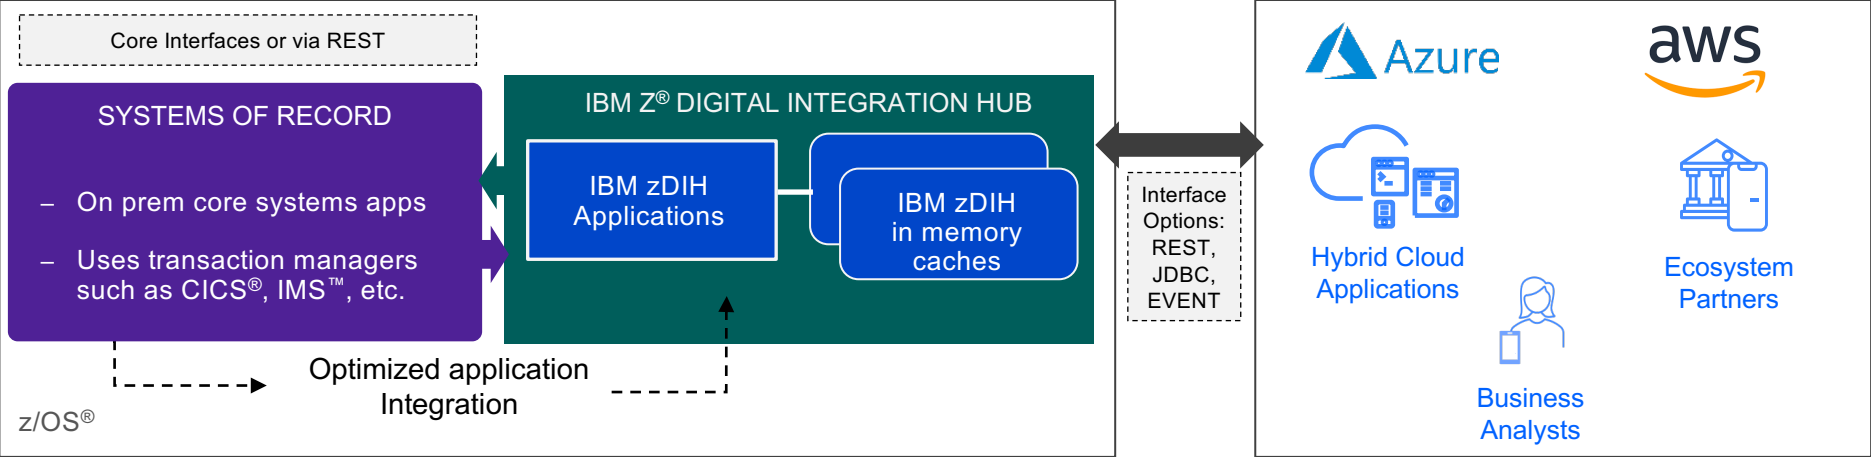 Core Interfaces or via REST
SYSTEMS OF RECORD
– On prem core systems apps
– Uses transaction managers
such as CICS®, IMS™, etc.
IBM Z® DIGITAL INTEGRATION HUB
IBM zDIH
Applications
IBM zDIH
in memory
caches
Optimized application
Integration
z/OS®
Interface
Options:
REST,
JDBC,
EVENT
Azure
aws
Hybrid Cloud
Applications
Ecosystem
Partners
Business
Analysts